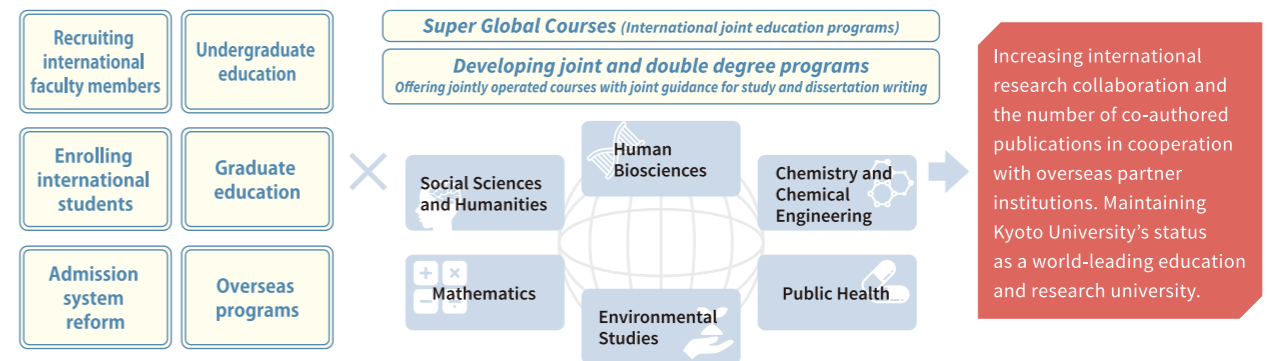 Recruiting
international
faculty members
Undergraduate
education
Enrolling
international
students
Graduate
education
Admission
system
reform
Overseas
programs
×
Super Global Courses (International joint education programs)
Developing joint and double degree programs
Offering jointly operated courses with joint guidance for study and dissertation writing
Human
Biosciences
Social Sciences
and Humanities
Chemistry and
Chemical
Engineering
Mathematics
Environmental
Studies
Public Health
Increasing international
research collaboration and
the number of co-authored
publications in cooperation
with overseas partner
institutions. Maintaining
Kyoto University’s status
as a world-leading education
and research university.